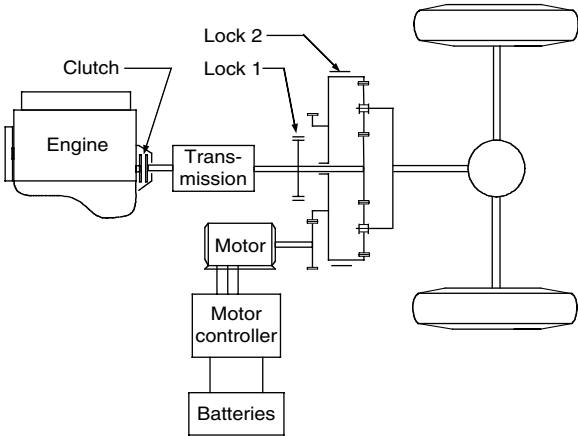 Lock 2
Clutch
Lock 1
Engine
Trans-
mission
Motor
Motor
controller
Batteries